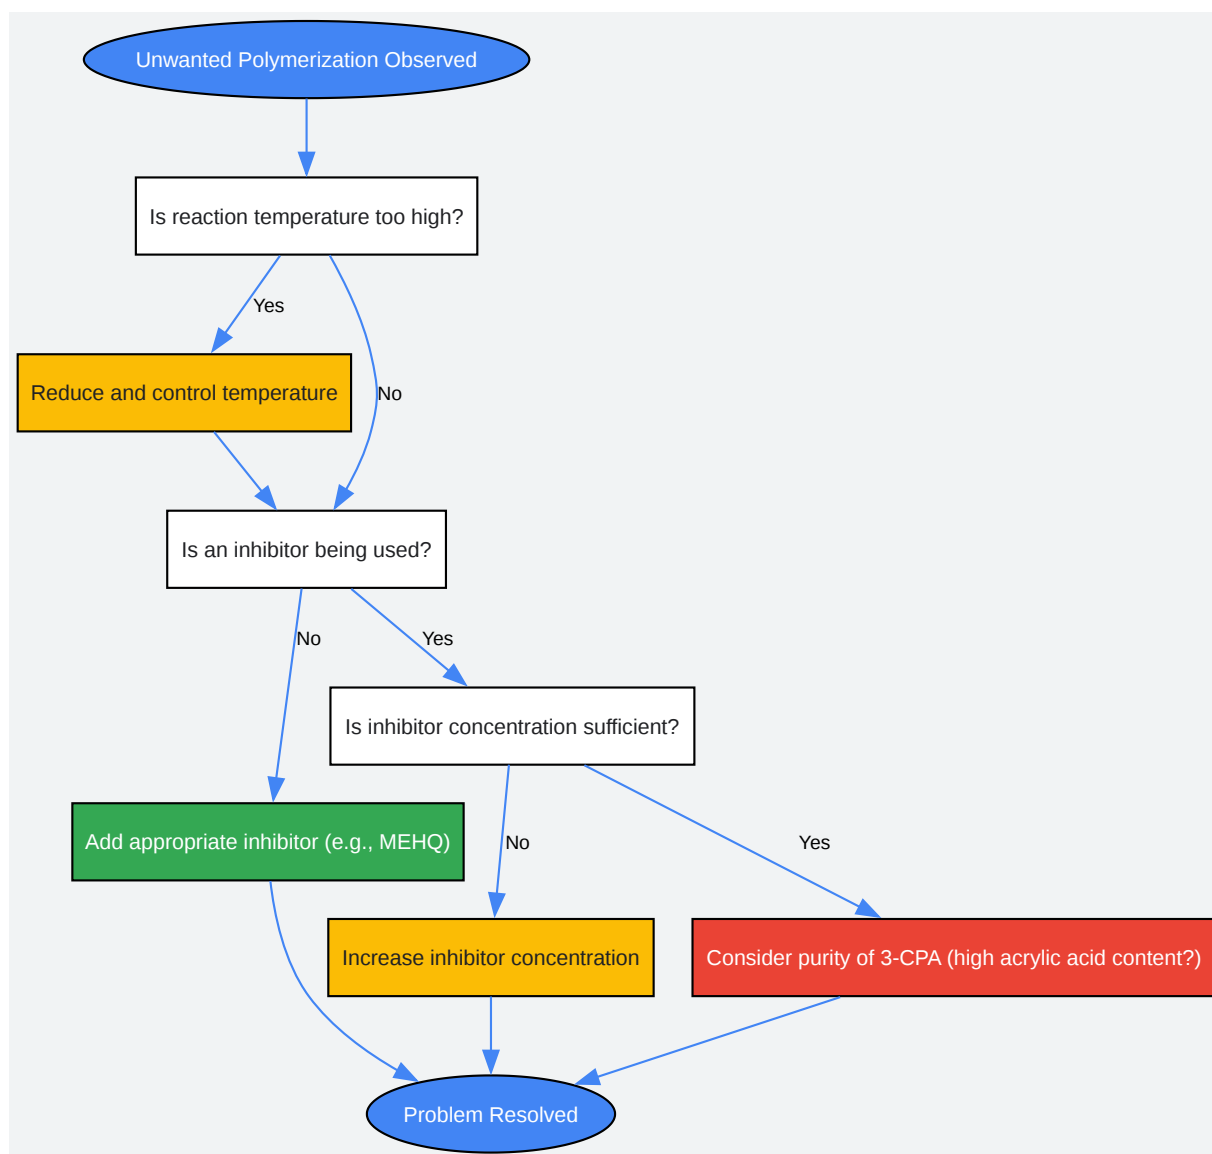 Unwanted Polymerization Observed
Is reaction temperature too high?
Yes
Reduce and control temperature
No
Is an inhibitor being used?
No
Yes
Is inhibitor concentration sufficient?
Add appropriate inhibitor (e.g., MEHQ)
No
Yes
Increase inhibitor concentration
Consider purity of 3-CPA (high acrylic acid content?)
Problem Resolved